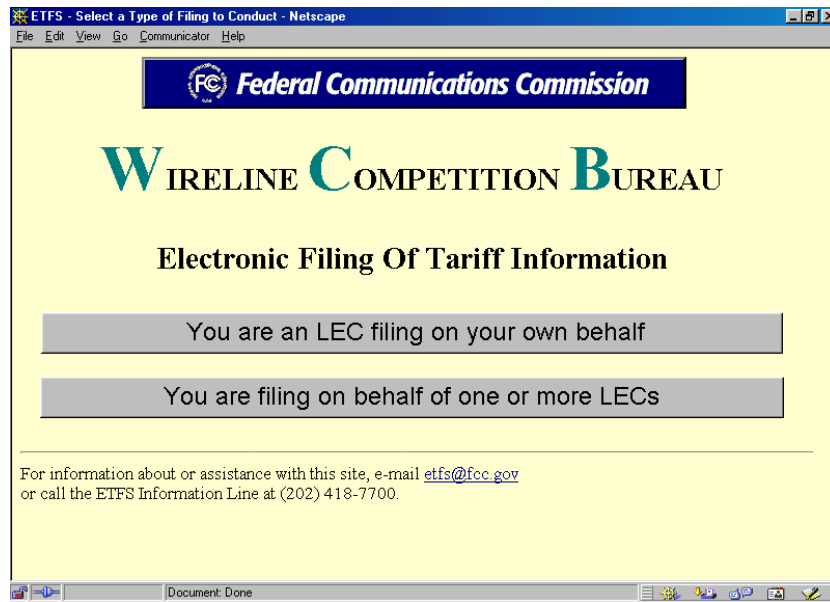 ETFS - Select a Type of Filing to Conduct - Netscape
File Edit View Go Communicator Help
FC Federal Communications Commission
WIRELINE COMPETITION BUREAU
Electronic Filing Of Tariff Information
You are an LEC filing on your own behalf
You are filing on behalf of one or more LECs
For information about or assistance with this site, e-mail etfs@fcc.gov
or call the ETFS Information Line at (202) 418-7700.
Document: Done